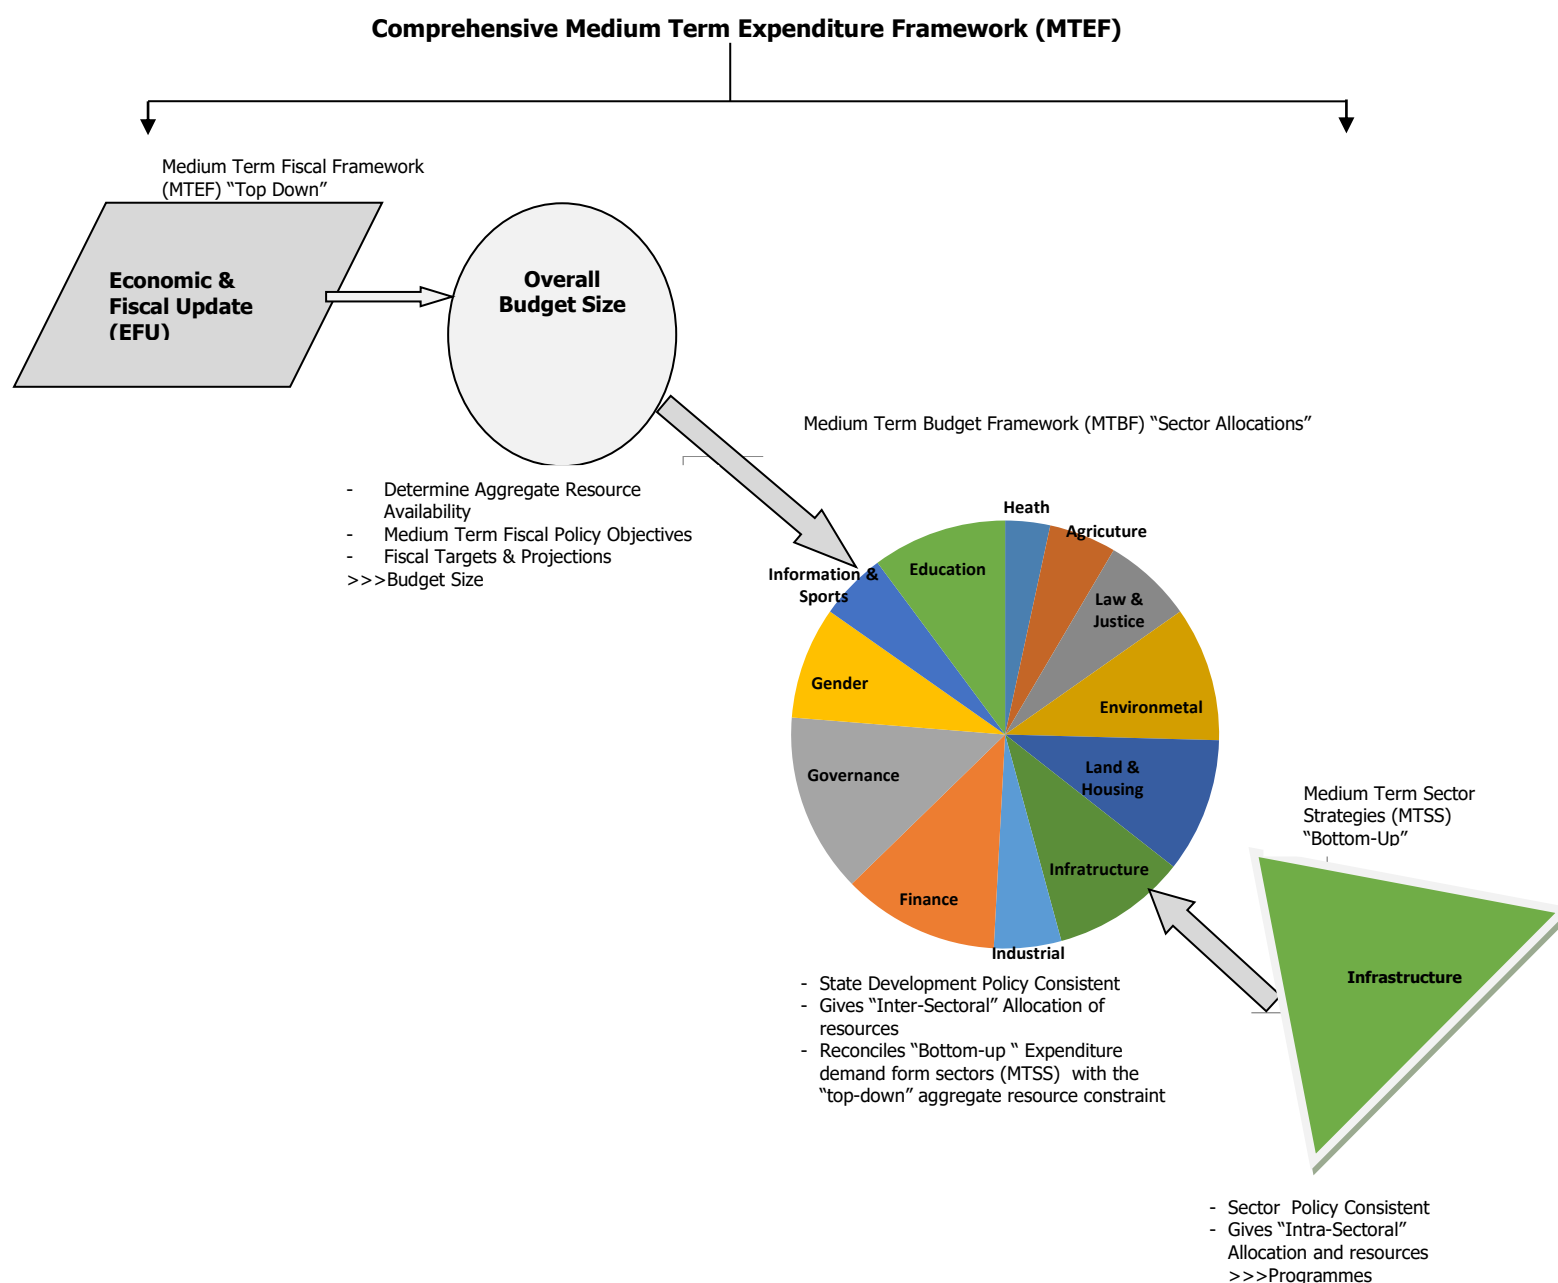 Comprehensive Medium Term Expenditure Framework (MTEF)
Medium Term Fiscal Framework
(MTEF) “Top Down”
Economic &
Fiscal Update
(EFU)
Overall
Budget Size
- Determine Aggregate Resource
Availability
- Medium Term Fiscal Policy Objectives
- Fiscal Targets & Projections
>>>Budget Size
Medium Term Budget Framework (MTBF) “Sector Allocations”
Heath
Agricuture
Law &
Justice
Environmetal
Land &
Housing
Infratructure
Industrial
Finance
Governance
Gender
Information &
Sports
Education
- State Development Policy Consistent
- Gives “Inter-Sectoral” Allocation of
resources
- Reconciles “Bottom-up “ Expenditure
demand form sectors (MTSS) with the
“top-down” aggregate resource constraint
Medium Term Sector
Strategies (MTSS)
“Bottom-Up”
Infrastructure
- Sector Policy Consistent
- Gives “Intra-Sectoral”
Allocation and resources
>>>Programmes